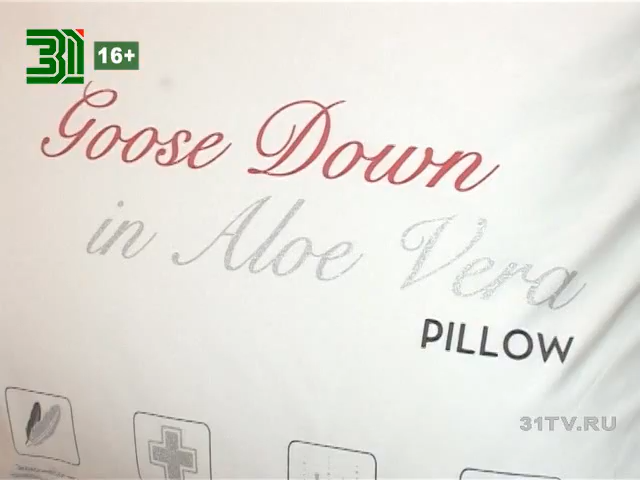 31 16+
Goose Down
in Aloe Vera
PILLOW
31TV.RU